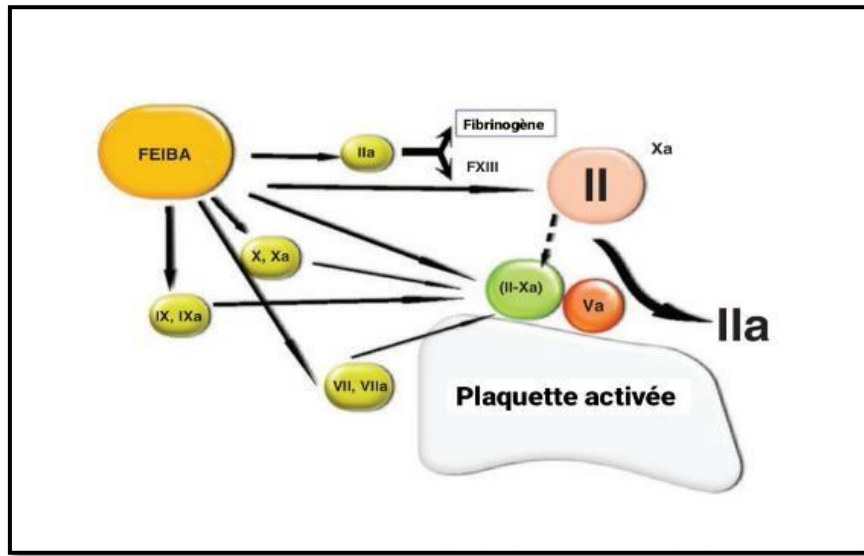 Fibrinogène
FEIBA
IIa
FXIII
Xa
II
X, Xa
(II-Xa)
Va
IX, IXa
IIa
VII, VIIa
Plaquette activée